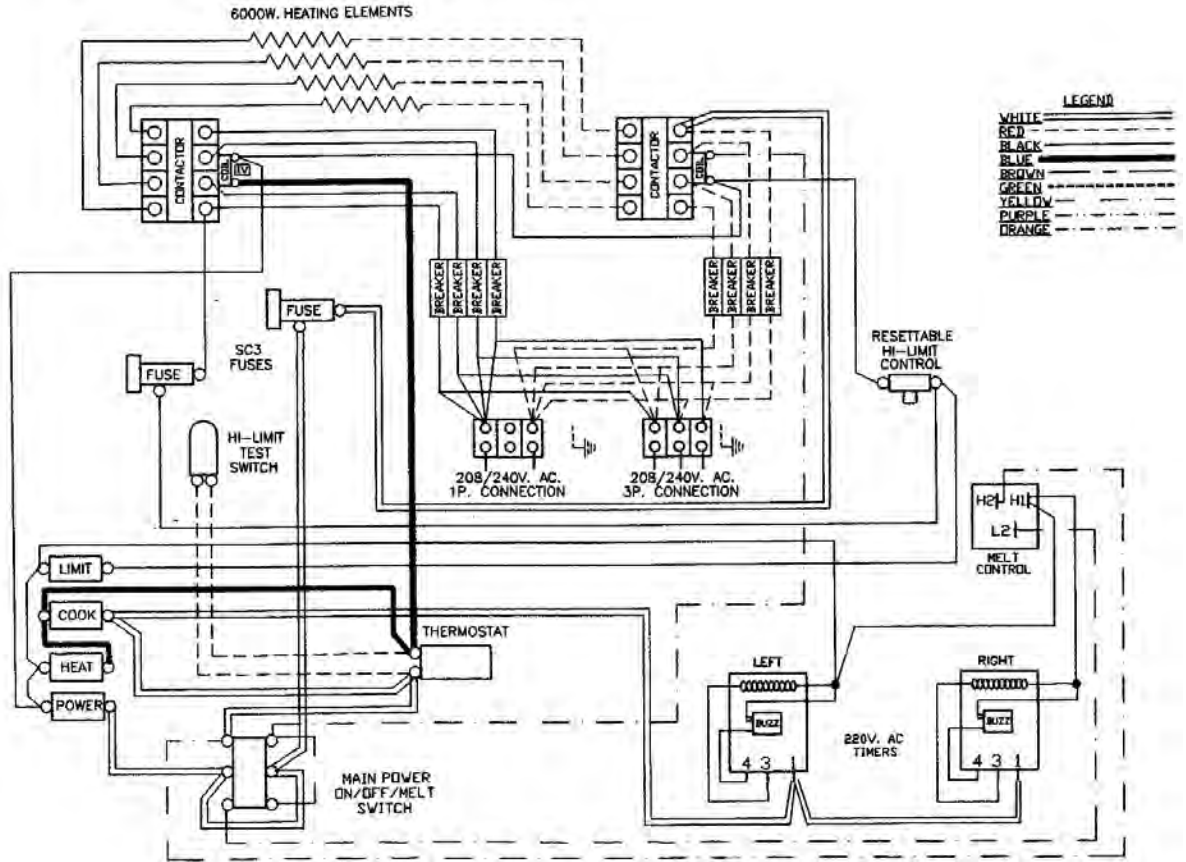 6000W. HEATING ELEMENTS
LEGEND
WHITE
RED
BLACK
BLUE
BROWN
GREEN
YELLOW
PURPLE
ORANGE
CONTACTOR
COIL
CONTACTOR
COIL
BREAKER
BREAKER
BREAKER
BREAKER
BREAKER
BREAKER
BREAKER
BREAKER
FUSE
SC3
FUSES
FUSE
RESETTABLE
HI-LIMIT
CONTROL
HI-LIMIT
TEST
SWITCH
208/240V. AC.
1P. CONNECTION
208/240V. AC.
3P. CONNECTION
H2 H1
L2
MELT
CONTROL
LIMIT
COOK
HEAT
POWER
THERMOSTAT
LEFT
BUZZ
4 3 1
220V. AC
TIMERS
RIGHT
BUZZ
4 3 1
MAIN POWER
ON/OFF/MELT
SWITCH